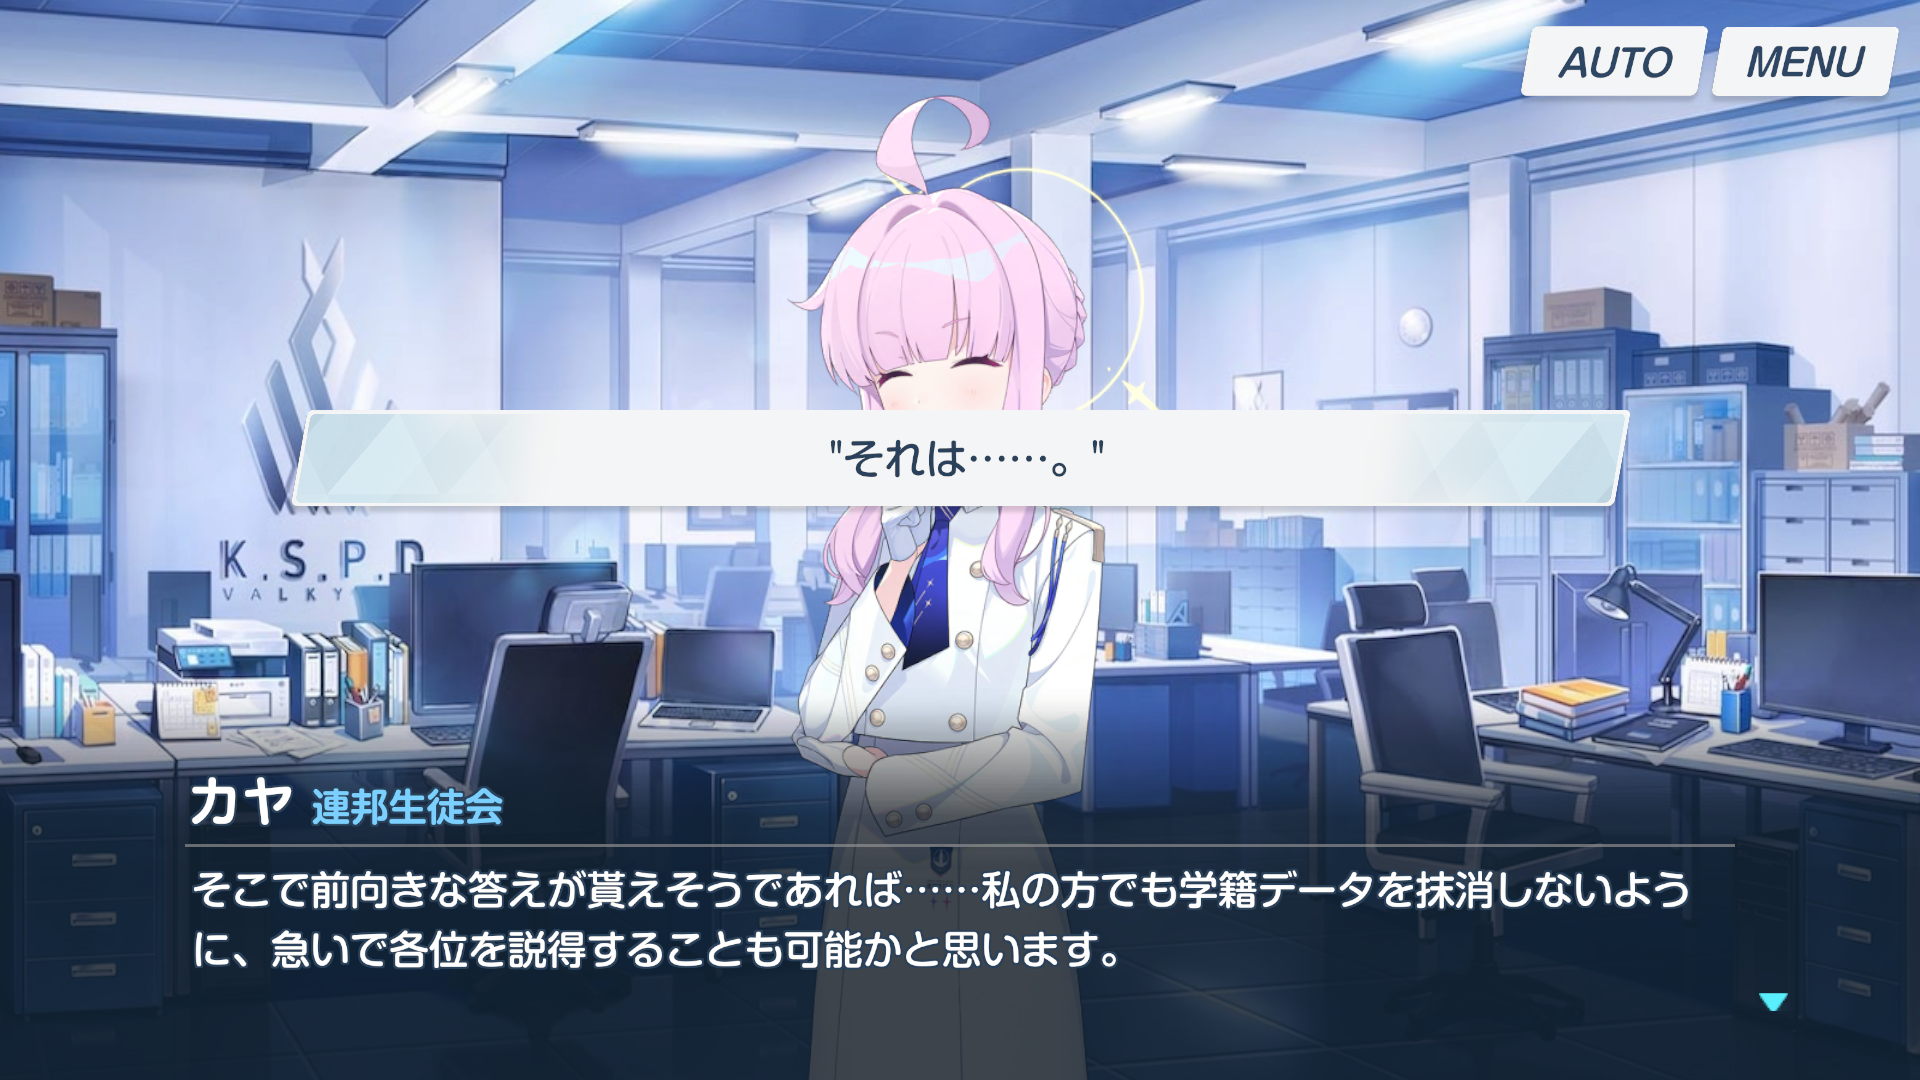 AUTO
MENU
"それは……。"
K.S.P.D
VALKY
カヤ 連邦生徒会
そこで前向きな答えが貰えそうであれば……私の方でも学籍データを抹消しないよう
に、急いで各位を説得することも可能かと思います。